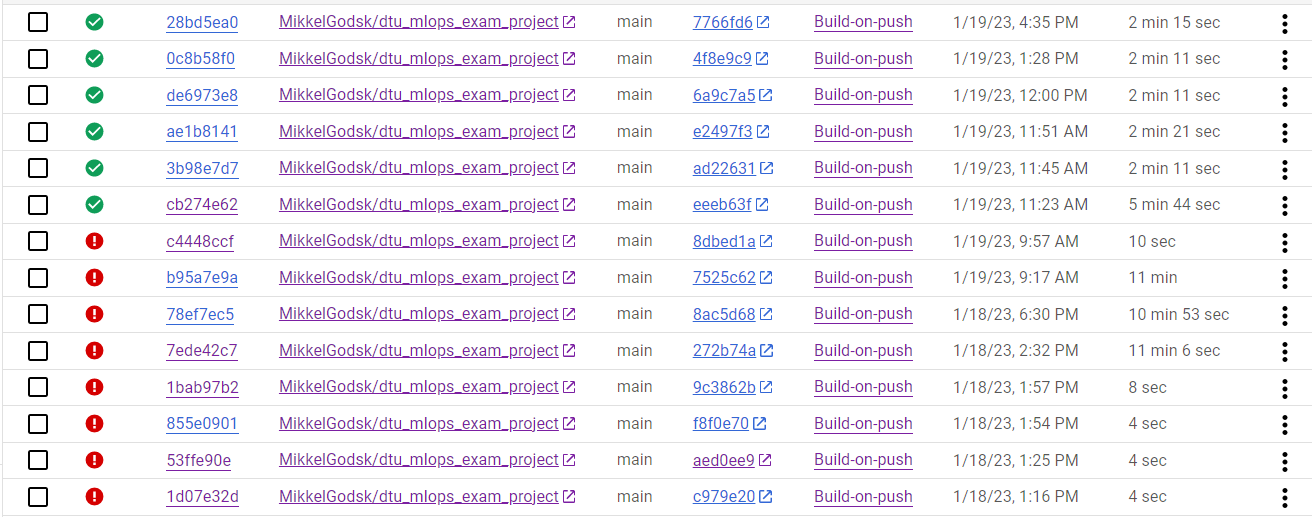 28bd5ea0 MikkelGodsk/dtu_mlops_exam_project main 7766fd6 Build-on-push 1/19/23, 4:35 PM 2 min 15 sec
0c8b58f0 MikkelGodsk/dtu_mlops_exam_project main 4f8e9c9 Build-on-push 1/19/23, 1:28 PM 2 min 11 sec
de6973e8 MikkelGodsk/dtu_mlops_exam_project main 6a9c7a5 Build-on-push 1/19/23, 12:00 PM 2 min 11 sec
ae1b8141 MikkelGodsk/dtu_mlops_exam_project main e2497f3 Build-on-push 1/19/23, 11:51 AM 2 min 21 sec
3b98e7d7 MikkelGodsk/dtu_mlops_exam_project main ad22631 Build-on-push 1/19/23, 11:45 AM 2 min 11 sec
cb274e62 MikkelGodsk/dtu_mlops_exam_project main eeeb63f Build-on-push 1/19/23, 11:23 AM 5 min 44 sec
c4448ccf MikkelGodsk/dtu_mlops_exam_project main 8dbed1a Build-on-push 1/19/23, 9:57 AM 10 sec
b95a7e9a MikkelGodsk/dtu_mlops_exam_project main 7525c62 Build-on-push 1/19/23, 9:17 AM 11 min
78ef7ec5 MikkelGodsk/dtu_mlops_exam_project main 8ac5d68 Build-on-push 1/18/23, 6:30 PM 10 min 53 sec
7ede42c7 MikkelGodsk/dtu_mlops_exam_project main 272b74a Build-on-push 1/18/23, 2:32 PM 11 min 6 sec
1bab97b2 MikkelGodsk/dtu_mlops_exam_project main 9c3862b Build-on-push 1/18/23, 1:57 PM 8 sec
855e0901 MikkelGodsk/dtu_mlops_exam_project main f8f0e70 Build-on-push 1/18/23, 1:54 PM 4 sec
53ffe90e MikkelGodsk/dtu_mlops_exam_project main aed0ee9 Build-on-push 1/18/23, 1:25 PM 4 sec
1d07e32d MikkelGodsk/dtu_mlops_exam_project main c979e20 Build-on-push 1/18/23, 1:16 PM 4 sec